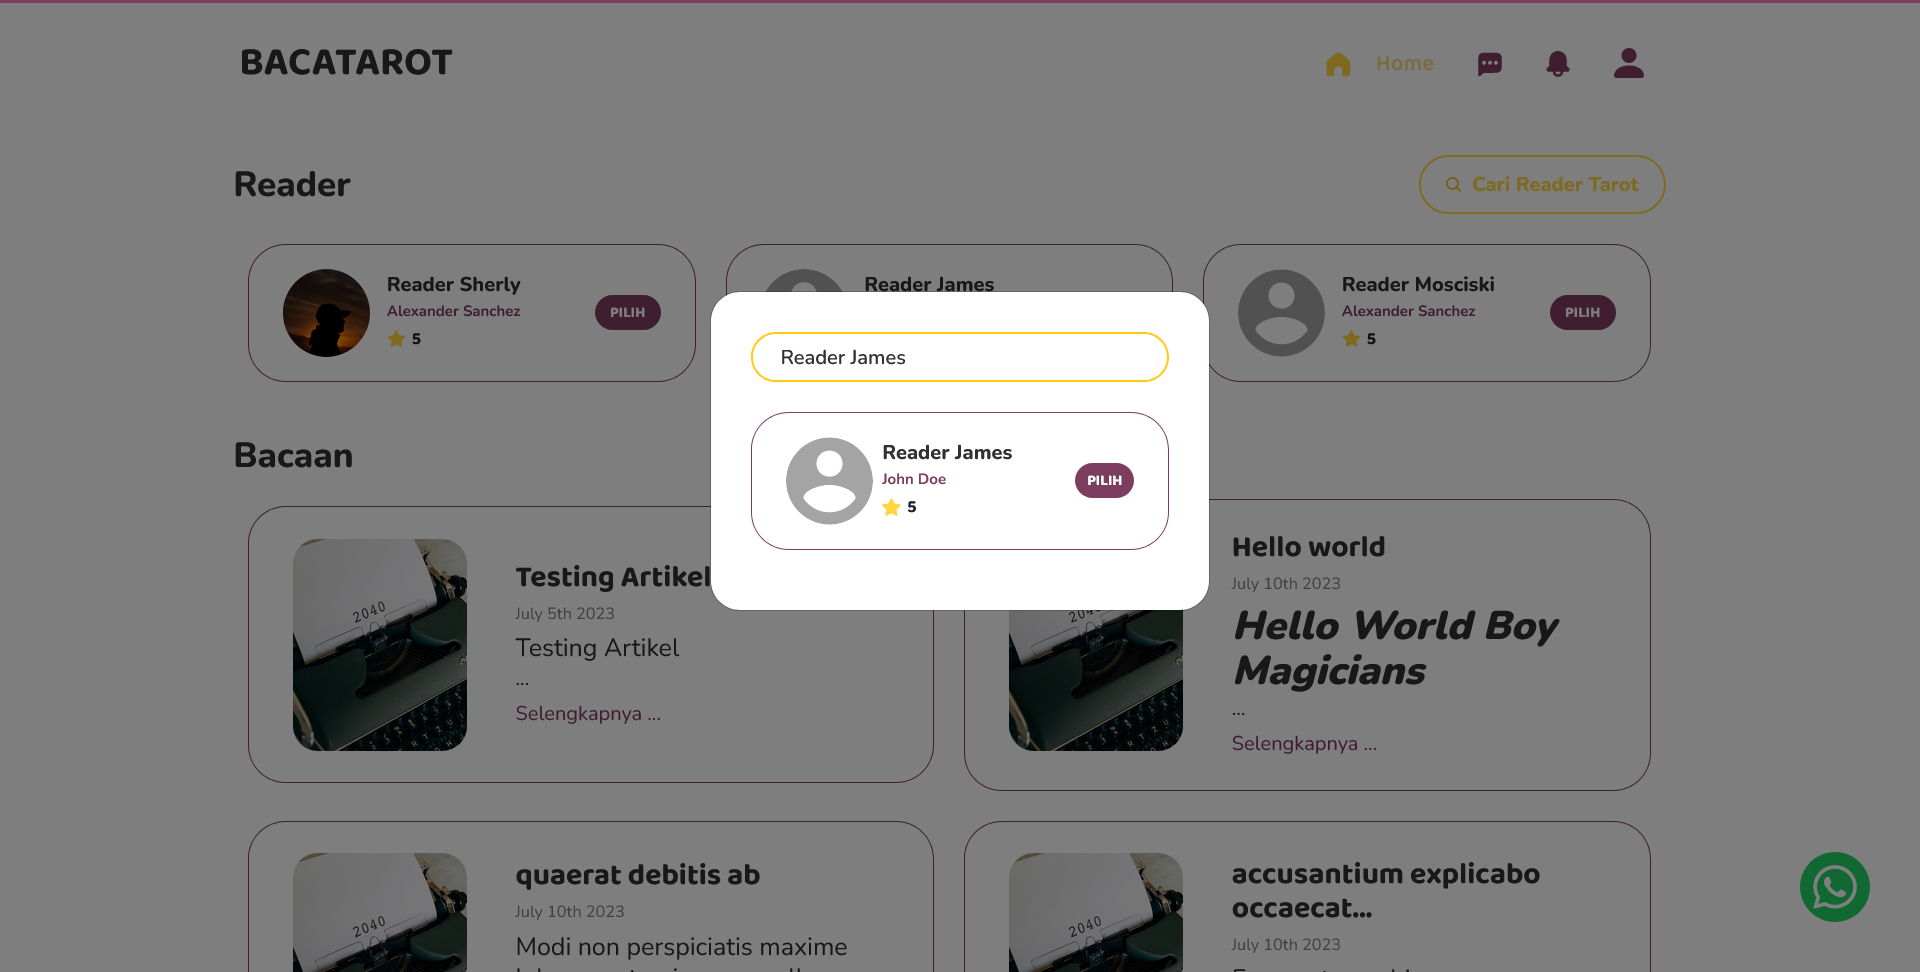 BACATAROT
Home
Reader
Cari Reader Tarot
Reader Sherly
Alexander Sanchez
5
PILIH
Reader James
Reader Mosciski
Alexander Sanchez
5
PILIH
Reader James
Reader James
John Doe
5
PILIH
Bacaan
2040
Testing Artikel
July 5th 2023
Testing Artikel
...
Selengkapnya ...
Hello world
July 10th 2023
Hello World Boy
Magicians
...
Selengkapnya ...
2040
quaerat debitis ab
July 10th 2023
Modi non perspiciatis maxime
2040
accusantium explicabo
occaecat...
July 10th 2023